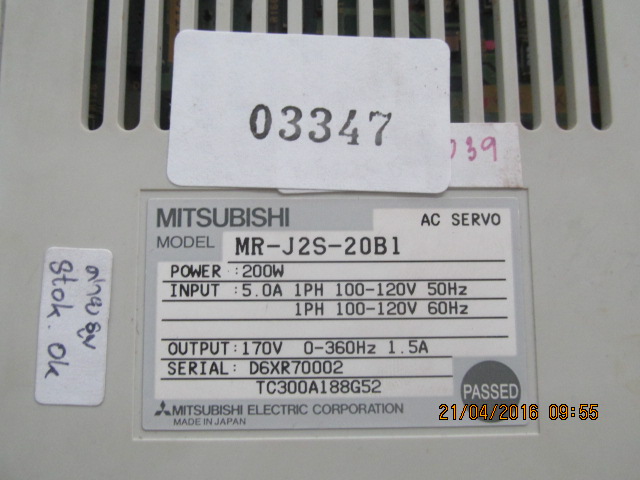 03347
039
MITSUBISHI AC SERVO
MODEL MR-J2S-20B1
POWER :200W
INPUT :5.0A 1PH 100-120V 50Hz
1PH 100-120V 60Hz
OUTPUT:170V 0-360Hz 1.5A
SERIAL: D6XR70002
TC300A188G52
PASSED
MITSUBISHI ELECTRIC CORPORATION
MADE IN JAPAN
Stok. ok
21/04/2016 09:55